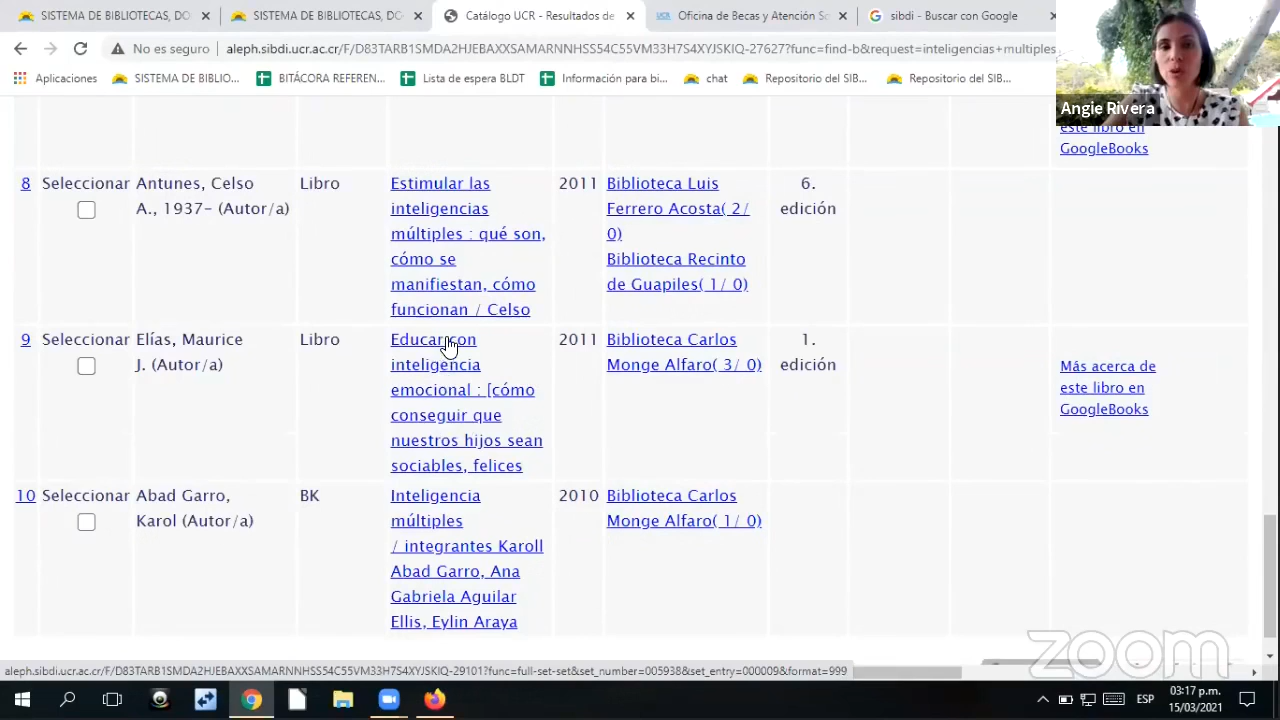 SISTEMA DE BIBLIOTECAS, DO
SISTEMA DE BIBLIOTECAS, DO
Catálogo UCR - Resultados de
Oficina de Becas y Atención So
sibdi - Buscar con Google
No es seguro
aleph.sibdi.ucr.ac.cr/F/D83TARB1SMDA2HJEBAXXSAMARNNHSS54C55VM33H7S4XYJSKIQ-27627?func=find-b&request=inteligencias+multiples
Aplicaciones
SISTEMA DE BIBLIO...
BITÁCORA REFEREN...
Lista de espera BLDT
Información para bi...
chat
Repositorio del SIB...
Repositorio del SIB...
Angie Rivera
este libro en
GoogleBooks
8
Seleccionar
Antunes, Celso
A., 1937- (Autor/a)
Libro
Estimular las
inteligencias
múltiples : qué son,
cómo se
manifiestan, cómo
funcionan / Celso
2011
Biblioteca Luis
Ferrero Acosta( 2/
0)
Biblioteca Recinto
de Guapiles( 1/ 0)
6.
edición
9
Seleccionar
Elías, Maurice
J. (Autor/a)
Libro
Educar con
inteligencia
emocional : [cómo
conseguir que
nuestros hijos sean
sociables, felices
2011
Biblioteca Carlos
Monge Alfaro( 3/ 0)
1.
edición
Más acerca de
este libro en
GoogleBooks
10
Seleccionar
Abad Garro,
Karol (Autor/a)
BK
Inteligencia
múltiples
/ integrantes Karoll
Abad Garro, Ana
Gabriela Aguilar
Ellis, Eylin Araya
2010
Biblioteca Carlos
Monge Alfaro( 1/ 0)
zoom
aleph.sibdi.ucr.ac.cr/F/D83TARB1SMDA2HJEBAXXSAMARNNHSS54C55VM33H7S4XYJSKIQ-29101?func=full-set-set&set_number=005938&set_entry=000009&format=999
ESP
03:17 p.m.
15/03/2021